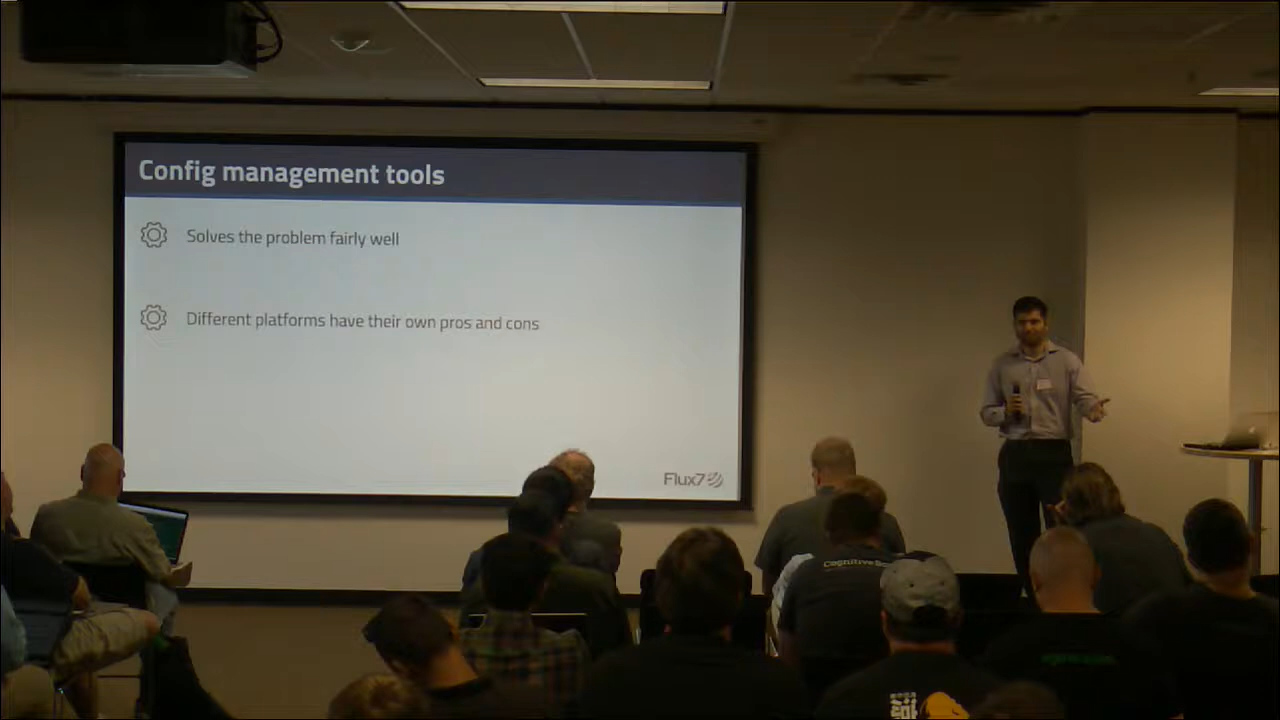 Config management tools
Solves the problem fairly well
Different platforms have their own pros and cons
Flux7